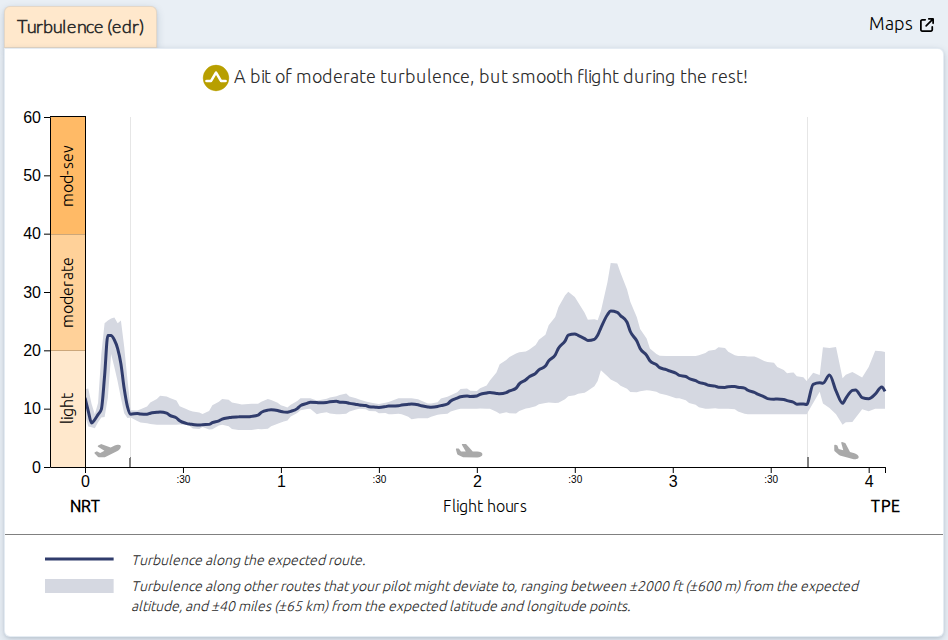 Turbulence (edr)
Maps
A bit of moderate turbulence, but smooth flight during the rest!
60
50
40
30
20
10
0
mod-sev
moderate
light
0 :30 1 :30 2 :30 3 :30 4
NRT Flight hours TPE
Turbulence along the expected route.
Turbulence along other routes that your pilot might deviate to, ranging between ±2000 ft (±600 m) from the expected
altitude, and ±40 miles (±65 km) from the expected latitude and longitude points.